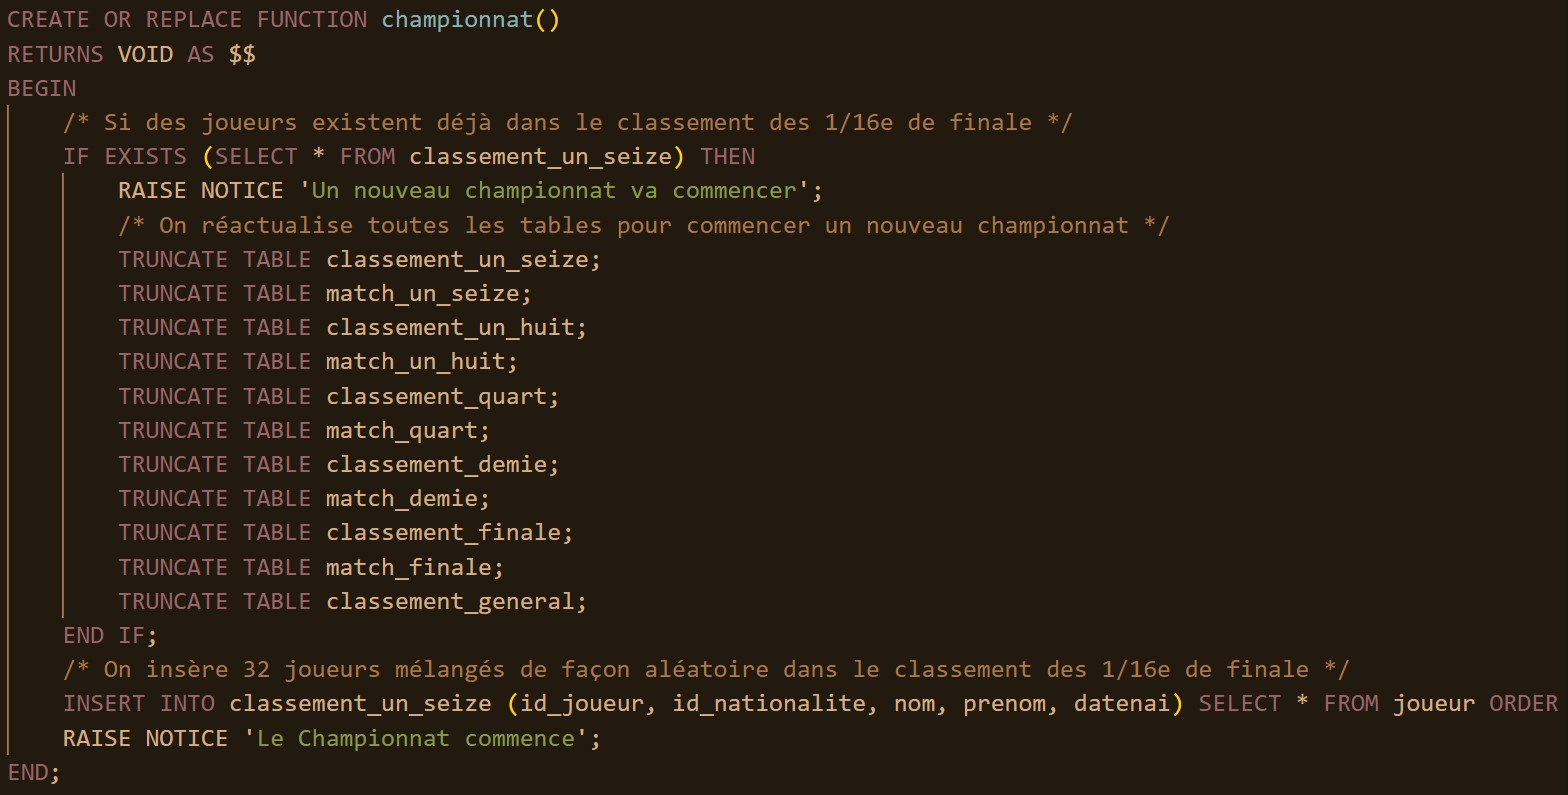 CREATE OR REPLACE FUNCTION championnat()
RETURNS VOID AS $$
BEGIN
/* Si des joueurs existent déjà dans le classement des 1/16e de finale */
IF EXISTS (SELECT * FROM classement_un_seize) THEN
RAISE NOTICE 'Un nouveau championnat va commencer';
/* On réactualise toutes les tables pour commencer un nouveau championnat */
TRUNCATE TABLE classement_un_seize;
TRUNCATE TABLE match_un_seize;
TRUNCATE TABLE classement_un_huit;
TRUNCATE TABLE match_un_huit;
TRUNCATE TABLE classement_quart;
TRUNCATE TABLE match_quart;
TRUNCATE TABLE classement_demie;
TRUNCATE TABLE match_demie;
TRUNCATE TABLE classement_finale;
TRUNCATE TABLE match_finale;
TRUNCATE TABLE classement_general;
END IF;
/* On insère 32 joueurs mélangés de façon aléatoire dans le classement des 1/16e de finale */
INSERT INTO classement_un_seize (id_joueur, id_nationalite, nom, prenom, datenai) SELECT * FROM joueur ORDER
RAISE NOTICE 'Le Championnat commence';
END;